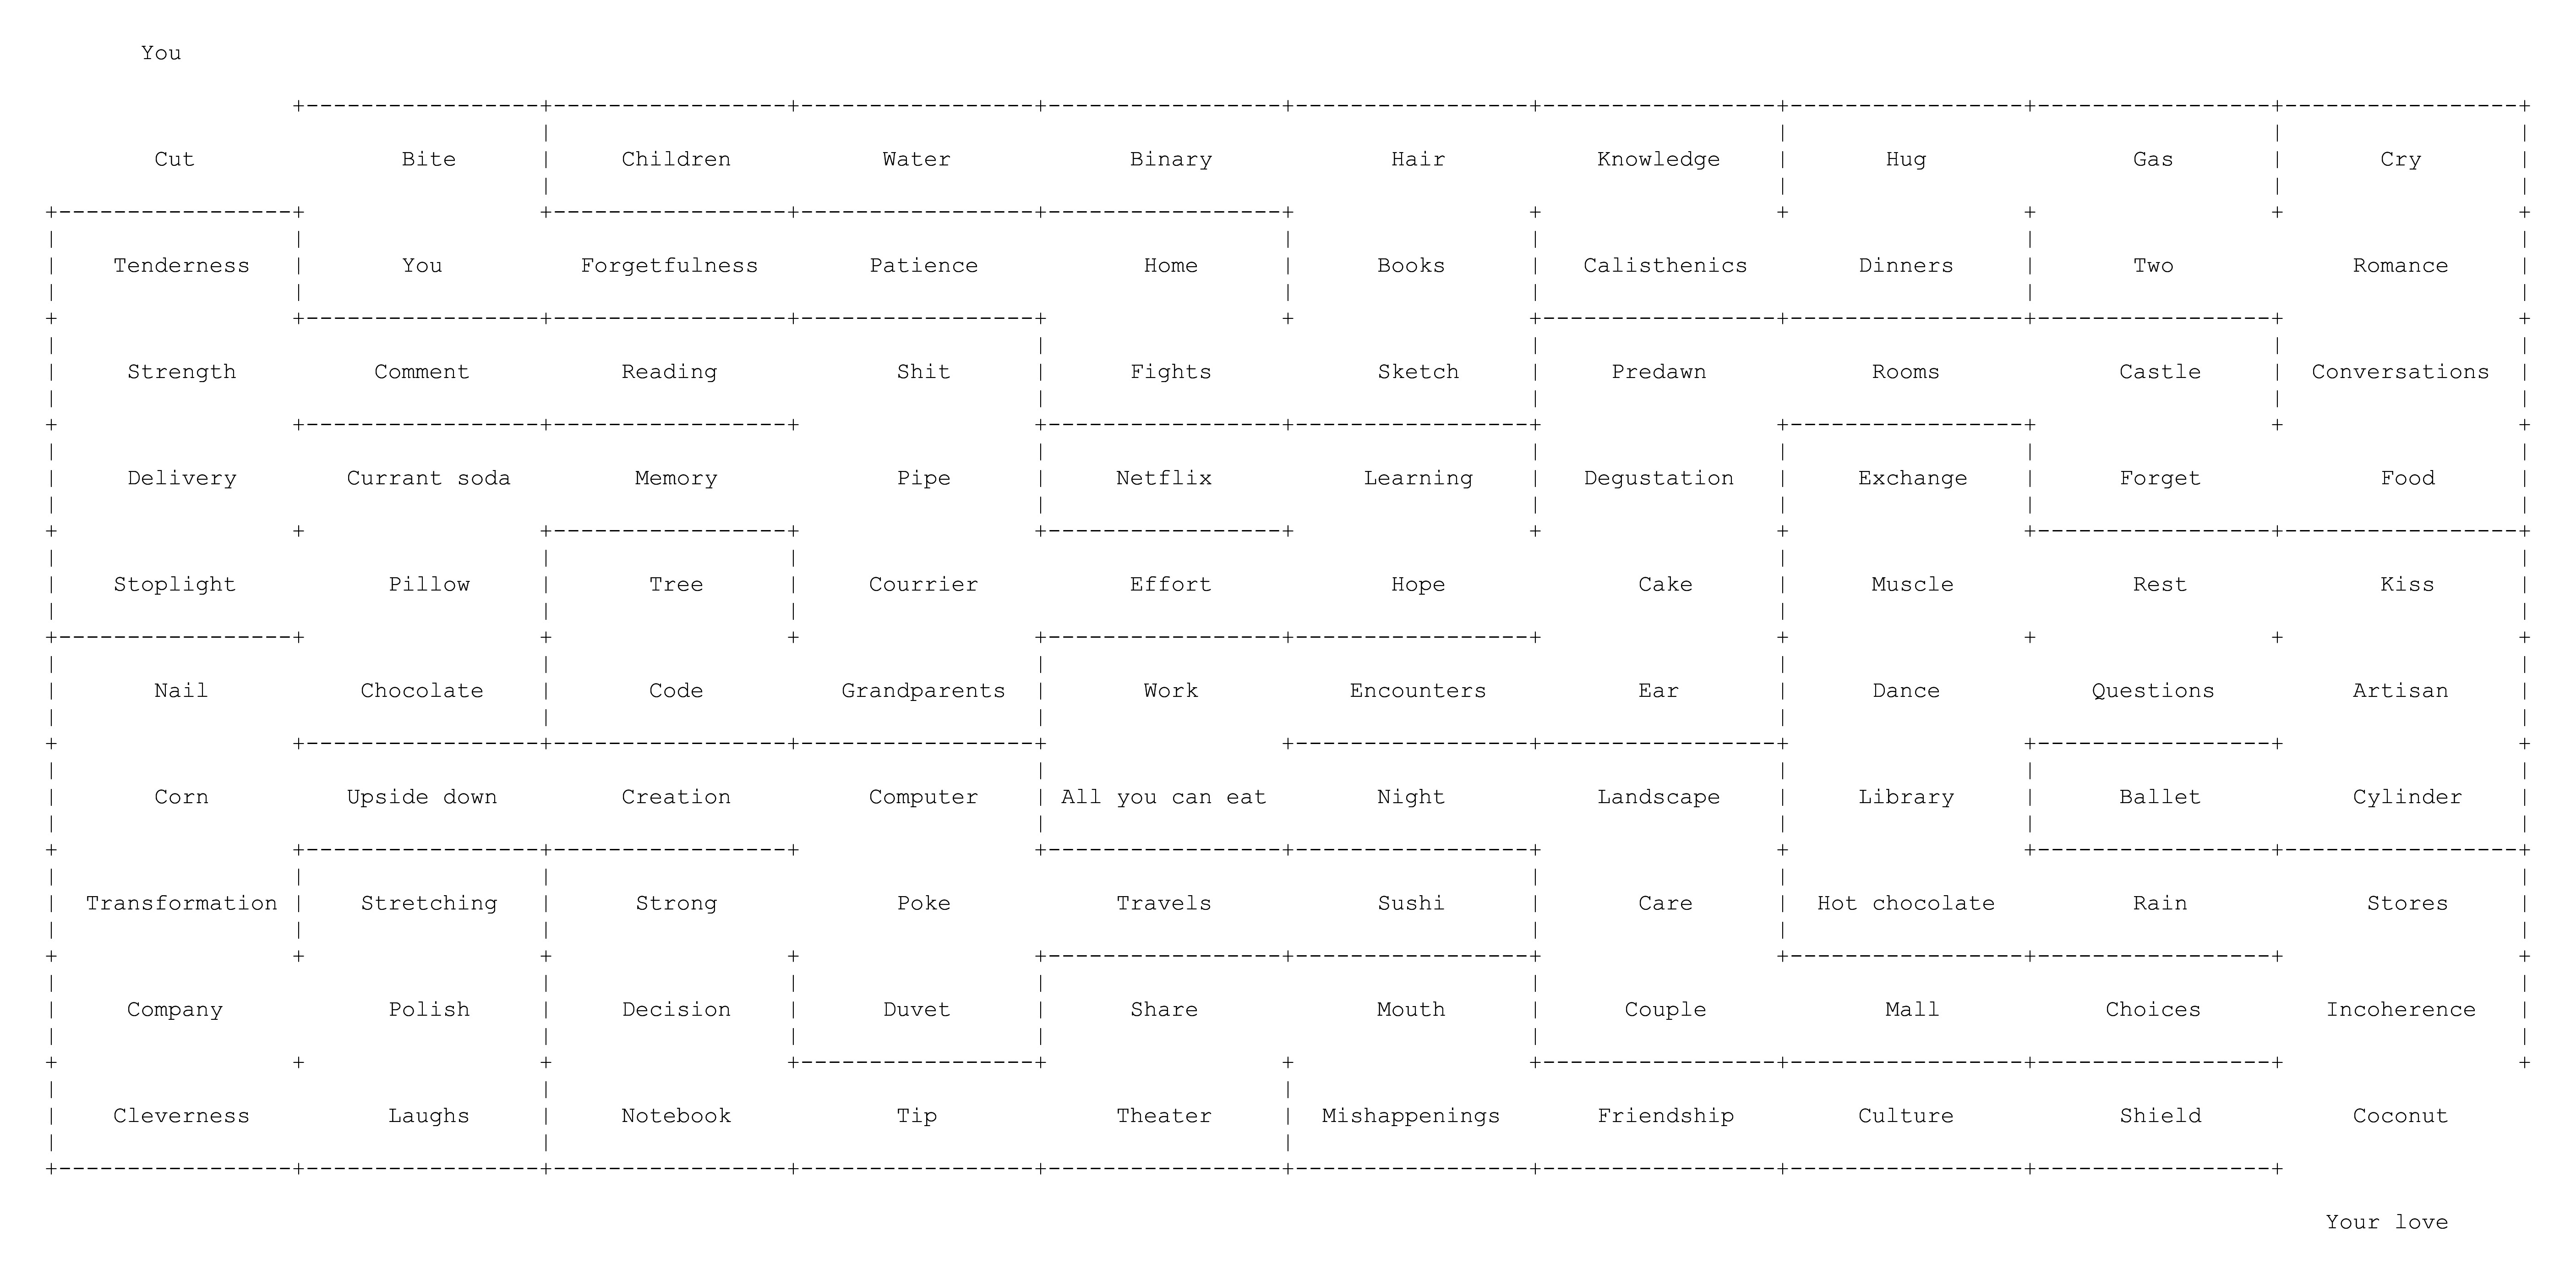 You
Cut Bite Children Water Binary Hair Knowledge Hug Gas Cry
Tenderness You Forgetfulness Patience Home Books Calisthenics Dinners Two Romance
Strength Comment Reading Shit Fights Sketch Predawn Rooms Castle Conversations
Delivery Currant soda Memory Pipe Netflix Learning Degustation Exchange Forget Food
Stoplight Pillow Tree Courrier Effort Hope Cake Muscle Rest Kiss
Nail Chocolate Code Grandparents Work Encounters Ear Dance Questions Artisan
Corn Upside down Creation Computer All you can eat Night Landscape Library Ballet Cylinder
Transformation Stretching Strong Poke Travels Sushi Care Hot chocolate Rain Stores
Company Polish Decision Duvet Share Mouth Couple Mall Choices Incoherence
Cleverness Laughs Notebook Tip Theater Mishappenings Friendship Culture Shield Coconut
Your love